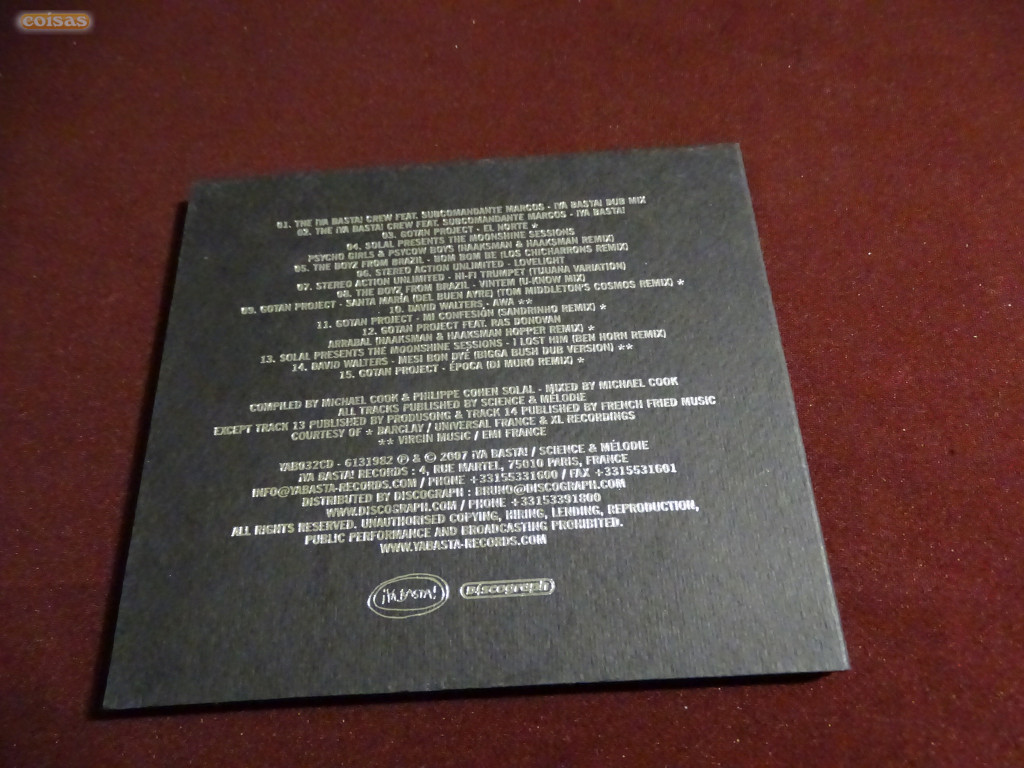 coisas
01. THE ¡YA BASTA! CREW FEAT. SUBCOMANDANTE MARCOS - ¡YA BASTA! DUB MIX
02. THE ¡YA BASTA! CREW FEAT. SUBCOMANDANTE MARCOS - ¡YA BASTA!
03. GOTAN PROJECT - EL NORTE *
04. SOLAL PRESENTS THE MOONSHINE SESSIONS
PSYCHO GIRLS & PSYCOW BOYS (HAAKSMAN & HAAKSMAN REMIX)
05. THE BOYZ FROM BRAZIL - BOM BOM BE (LOS CHICHARRONS REMIX)
06. STEREO ACTION UNLIMITED - LOVELIGHT
07. STEREO ACTION UNLIMITED - HI-FI TRUMPET (TIJUANA VARIATION)
08. THE BOYZ FROM BRAZIL - VINTEM (U-KNOW MIX)
09. GOTAN PROJECT - SANTA MARÍA (DEL BUEN AYRE) (TOM MIDDLETON'S COSMOS REMIX) *
10. DAVID WALTERS - AWA **
11. GOTAN PROJECT - MI CONFESIÓN (SANDRINHO REMIX) *
12. GOTAN PROJECT FEAT. RAS DONOVAN
ARRABAL (HAAKSMAN & HAAKSMAN HOPPER REMIX) *
13. SOLAL PRESENTS THE MOONSHINE SESSIONS - I LOST HIM (BEN HORN REMIX)
14. DAVID WALTERS - MESI BON DYÉ (BIGGA BUSH DUB VERSION) **
15. GOTAN PROJECT - ÉPOCA (DJ MURO REMIX) *
COMPILED BY MICHAEL COOK & PHILIPPE COHEN SOLAL - MIXED BY MICHAEL COOK
ALL TRACKS PUBLISHED BY SCIENCE & MÉLODIE
EXCEPT TRACK 13 PUBLISHED BY PRODUSONG & TRACK 14 PUBLISHED BY FRENCH FRIED MUSIC
COURTESY OF * BARCLAY / UNIVERSAL FRANCE & XL RECORDINGS
** VIRGIN MUSIC / EMI FRANCE
YAB032CD - 6131982 ℗ & © 2007 ¡YA BASTA! / SCIENCE & MÉLODIE
¡YA BASTA! RECORDS : 4, RUE MARTEL, 75010 PARIS, FRANCE
INFO@YABASTA-RECORDS.COM / PHONE +33155331600 / FAX +3315531601
DISTRIBUTED BY DISCOGRAPH : BRUNO@DISCOGRAPH.COM
WWW.DISCOGRAPH.COM / PHONE +33153391800
ALL RIGHTS RESERVED. UNAUTHORISED COPYING, HIRING, LENDING, REPRODUCTION,
PUBLIC PERFORMANCE AND BROADCASTING PROHIBITED.
WWW.YABASTA-RECORDS.COM
¡YA BASTA! Discograph